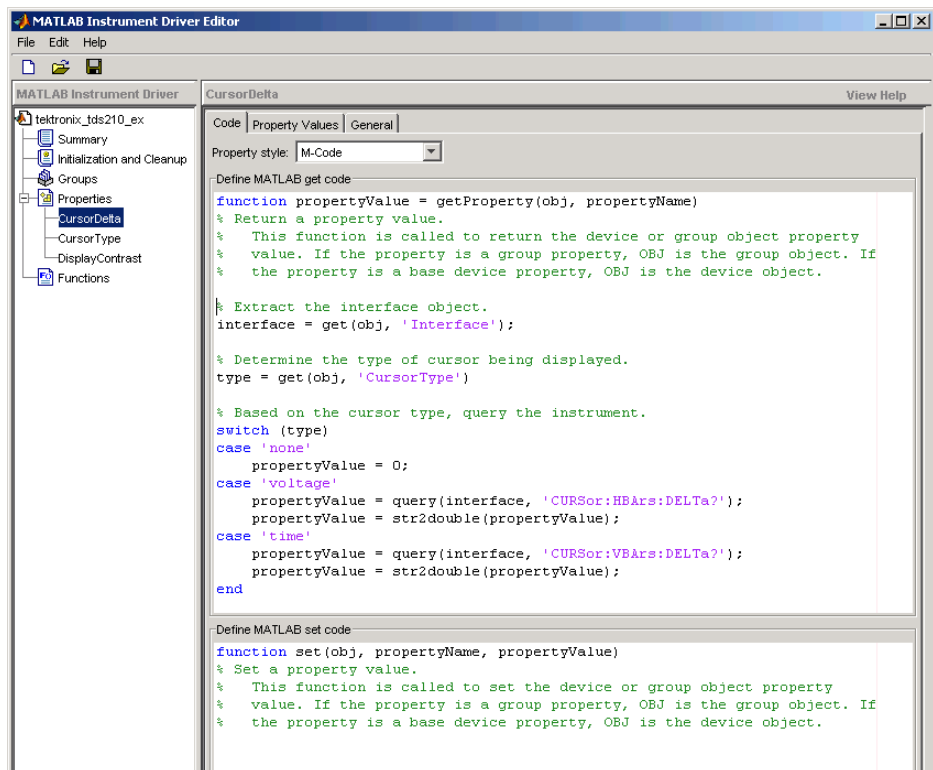 MATLAB Instrument Driver Editor
File Edit Help
MATLAB Instrument Driver
tektronix_tds210_ex
Summary
Initialization and Cleanup
Groups
Properties
CursorDelta
CursorType
DisplayContrast
Functions
CursorDelta View Help
Code Property Values General
Property style: M-Code
Define MATLAB get code
function propertyValue = getProperty(obj, propertyName)
% Return a property value.
%   This function is called to return the device or group object property
%   value. If the property is a group property, OBJ is the group object. If
%   the property is a base device property, OBJ is the device object.
% Extract the interface object.
interface = get(obj, 'Interface');
% Determine the type of cursor being displayed.
type = get(obj, 'CursorType')
% Based on the cursor type, query the instrument.
switch (type)
case 'none'
    propertyValue = 0;
case 'voltage'
    propertyValue = query(interface, 'CURSor:HBArs:DELTa?');
    propertyValue = str2double(propertyValue);
case 'time'
    propertyValue = query(interface, 'CURSor:VBArs:DELTa?');
    propertyValue = str2double(propertyValue);
end
Define MATLAB set code
function set(obj, propertyName, propertyValue)
% Set a property value.
%   This function is called to set the device or group object property
%   value. If the property is a group property, OBJ is the group object. If
%   the property is a base device property, OBJ is the device object.